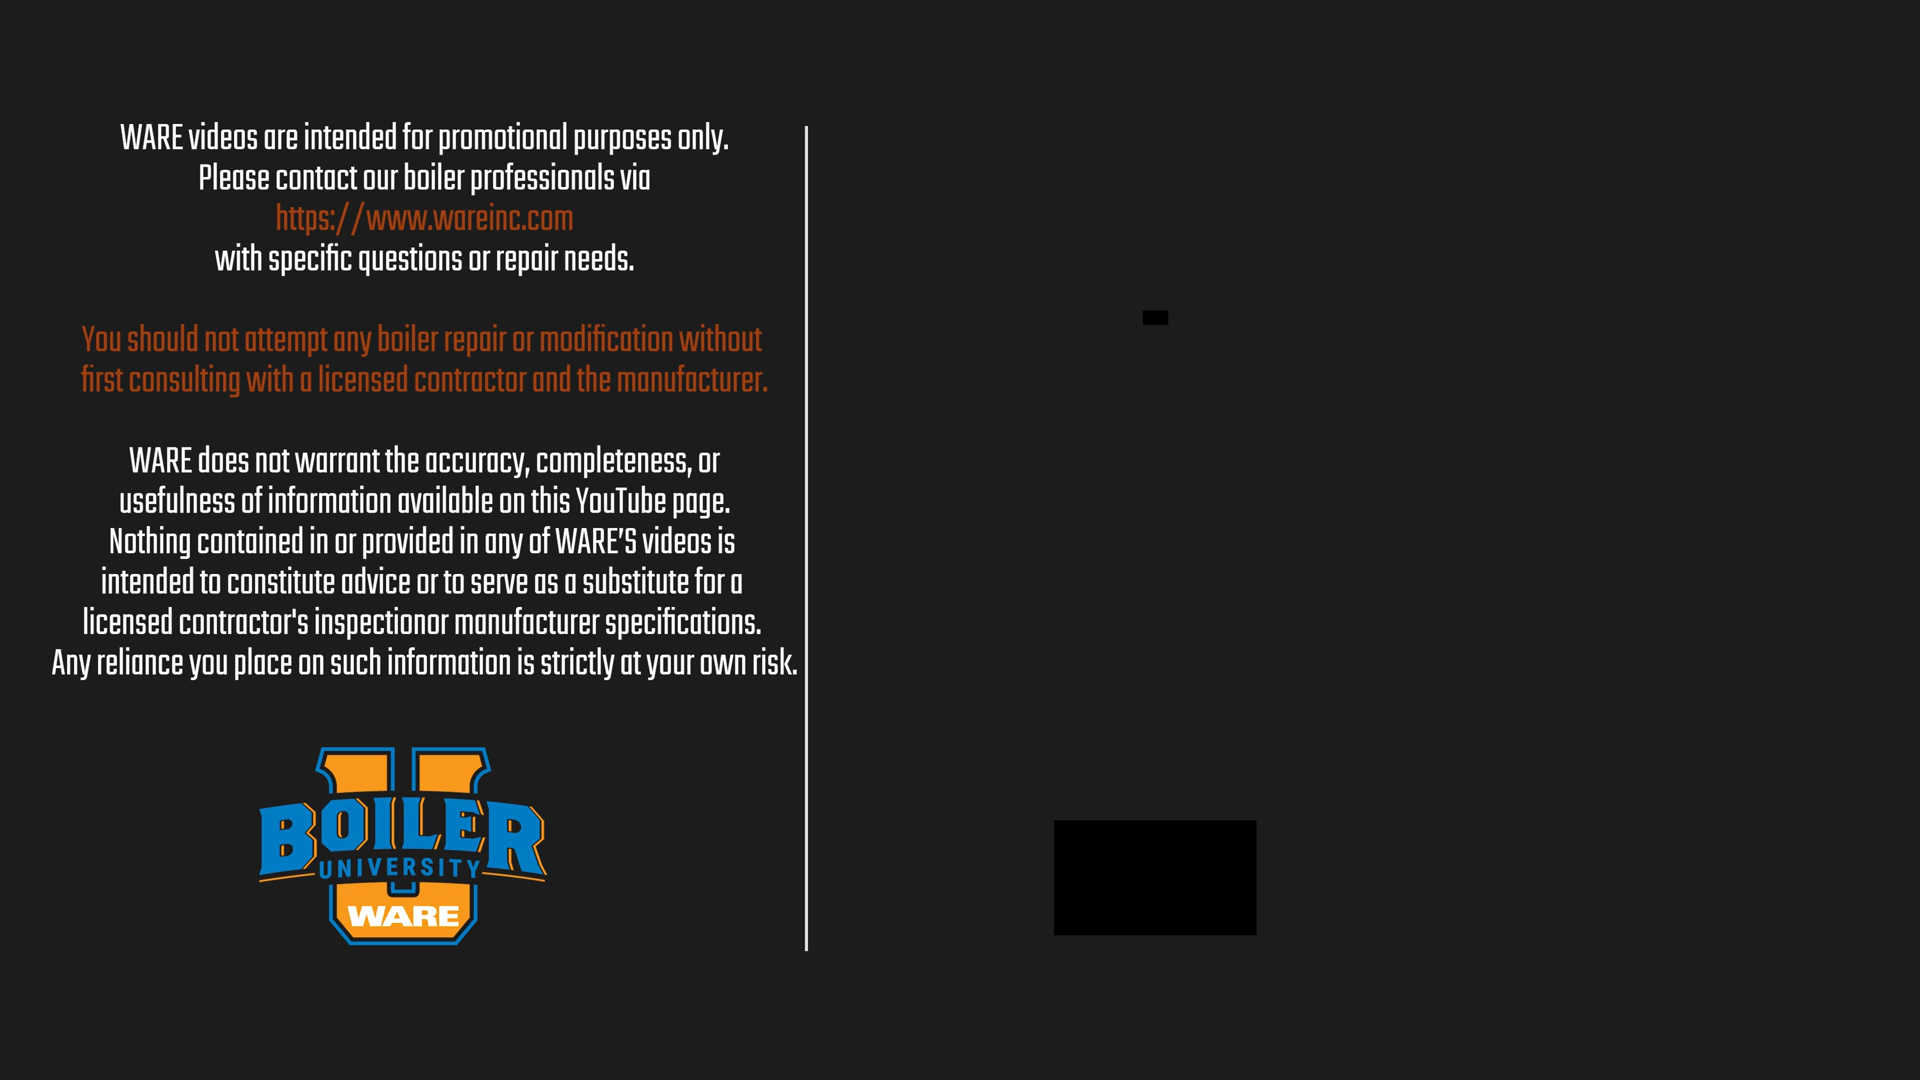 WARE videos are intended for promotional purposes only.
Please contact our boiler professionals via
https://www.wareinc.com
with specific questions or repair needs.
You should not attempt any boiler repair or modification without
first consulting with a licensed contractor and the manufacturer.
WARE does not warrant the accuracy, completeness, or
usefulness of information available on this YouTube page.
Nothing contained in or provided in any of WARE'S videos is
intended to constitute advice or to serve as a substitute for a
licensed contractor's inspectionor manufacturer specifications.
Any reliance you place on such information is strictly at your own risk.
BOILER
UNIVERSITY
WARE